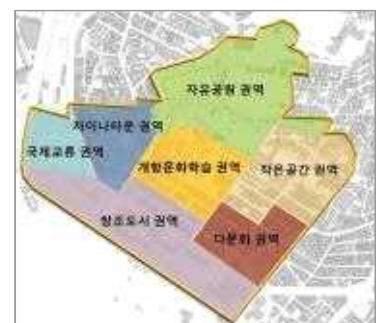 자유공원 권역
차이나타운 권역
국제교류 권역
개항문화학습 권역
작은공간 권역
창조도시 권역
다문화 권역